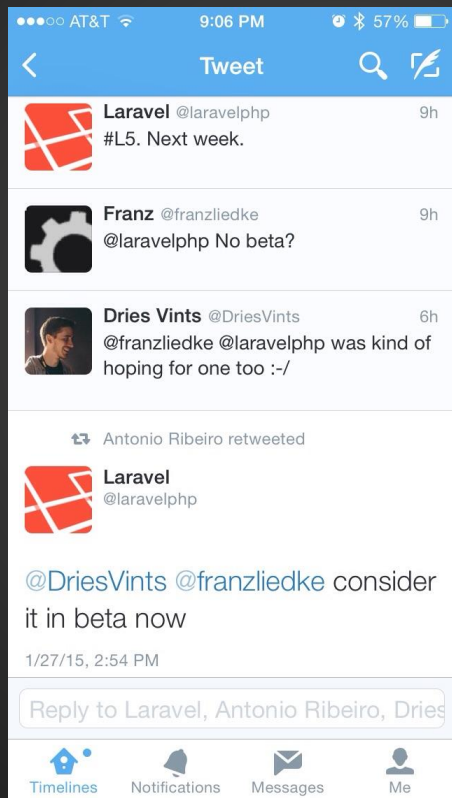 AT&T 9:06 PM 57%
Tweet
Laravel @laravelphp 9h
#L5. Next week.
Franz @franzliedke 9h
@laravelphp No beta?
Dries Vints @DriesVints 6h
@franzliedke @laravelphp was kind of
hoping for one too :-/
Antonio Ribeiro retweeted
Laravel
@laravelphp
@DriesVints @franzliedke consider
it in beta now
1/27/15, 2:54 PM
Reply to Laravel, Antonio Ribeiro, Dries
Timelines Notifications Messages Me